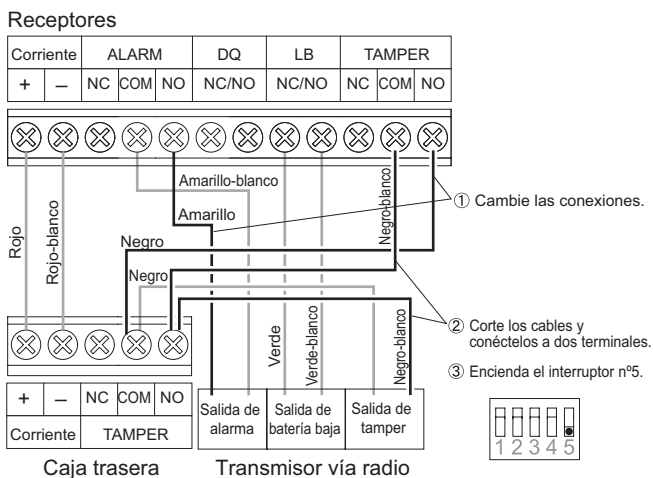 Receptores
Corriente ALARM DQ LB TAMPER
+ – NC COM NO NC/NO NC/NO NC COM NO
Amarillo-blanco
Amarillo
Negro-blanco
① Cambie las conexiones.
Rojo
Rojo-blanco
Negro
Negro
Verde
Verde-blanco
Negro-blanco
② Corte los cables y
conéctelos a dos terminales.
③ Encienda el interruptor nº5.
+ – NC COM NO
Corriente TAMPER
Salida de
alarma
Salida de
batería baja
Salida de
tamper
1 2 3 4 5
Caja trasera
Transmisor vía radio